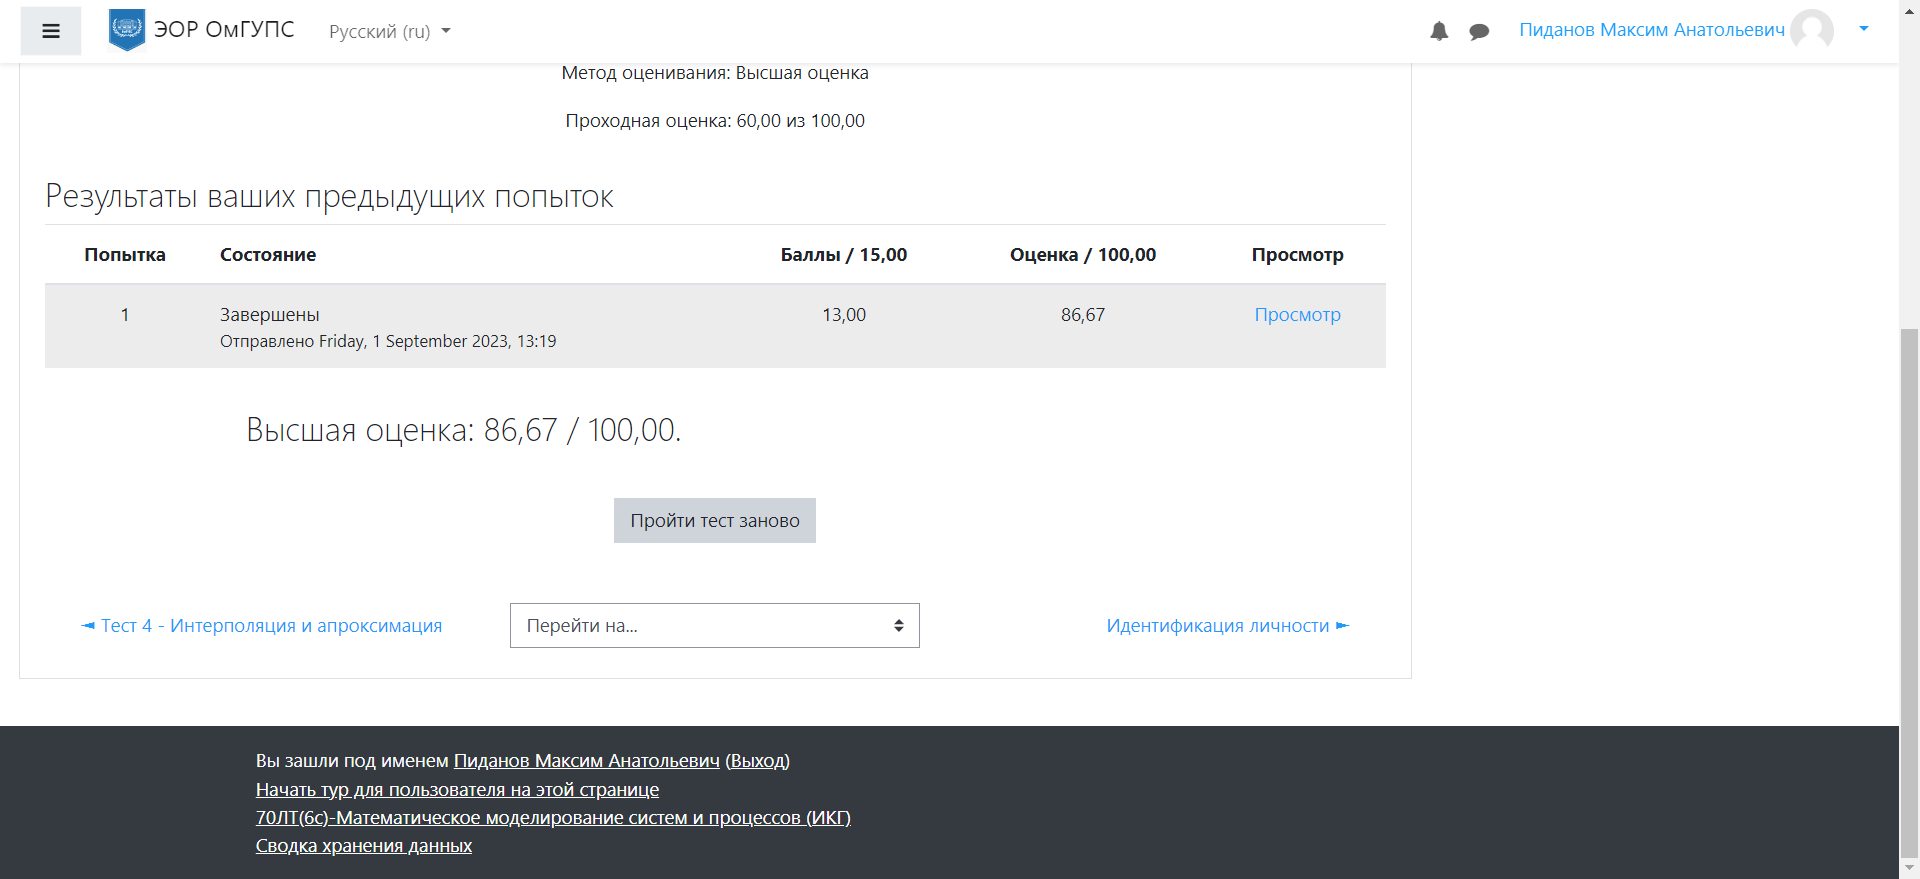 ЭОР ОмГУПС Русский (ru) Пиданов Максим Анатольевич
Метод оценивания: Высшая оценка
Проходная оценка: 60,00 из 100,00
Результаты ваших предыдущих попыток
Попытка Состояние Баллы / 15,00 Оценка / 100,00 Просмотр
1 Завершены 13,00 86,67 Просмотр
Отправлено Friday, 1 September 2023, 13:19
Высшая оценка: 86,67 / 100,00.
Пройти тест заново
◄ Тест 4 - Интерполяция и апроксимация Перейти на... Идентификация личности ►
Вы зашли под именем Пиданов Максим Анатольевич (Выход)
Начать тур для пользователя на этой странице
70ЛТ(6с)-Математическое моделирование систем и процессов (ИКГ)
Сводка хранения данных